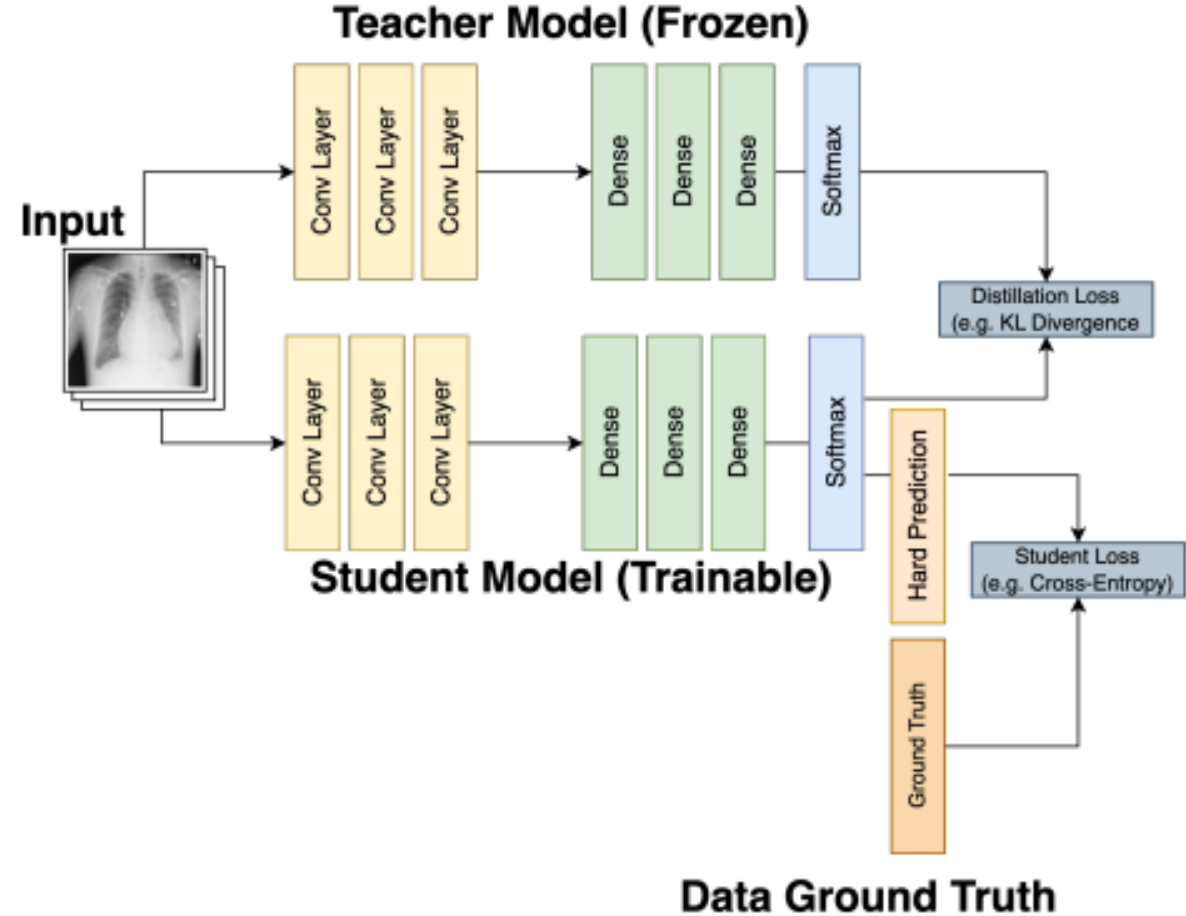 Teacher Model (Frozen)
Conv Layer
Conv Layer
Conv Layer
Dense
Dense
Dense
Softmax
Input
Distillation Loss
(e.g. KL Divergence
Conv Layer
Conv Layer
Conv Layer
Dense
Dense
Dense
Softmax
Hard Prediction
Student Loss
(e.g. Cross-Entropy)
Student Model (Trainable)
Ground Truth
Data Ground Truth